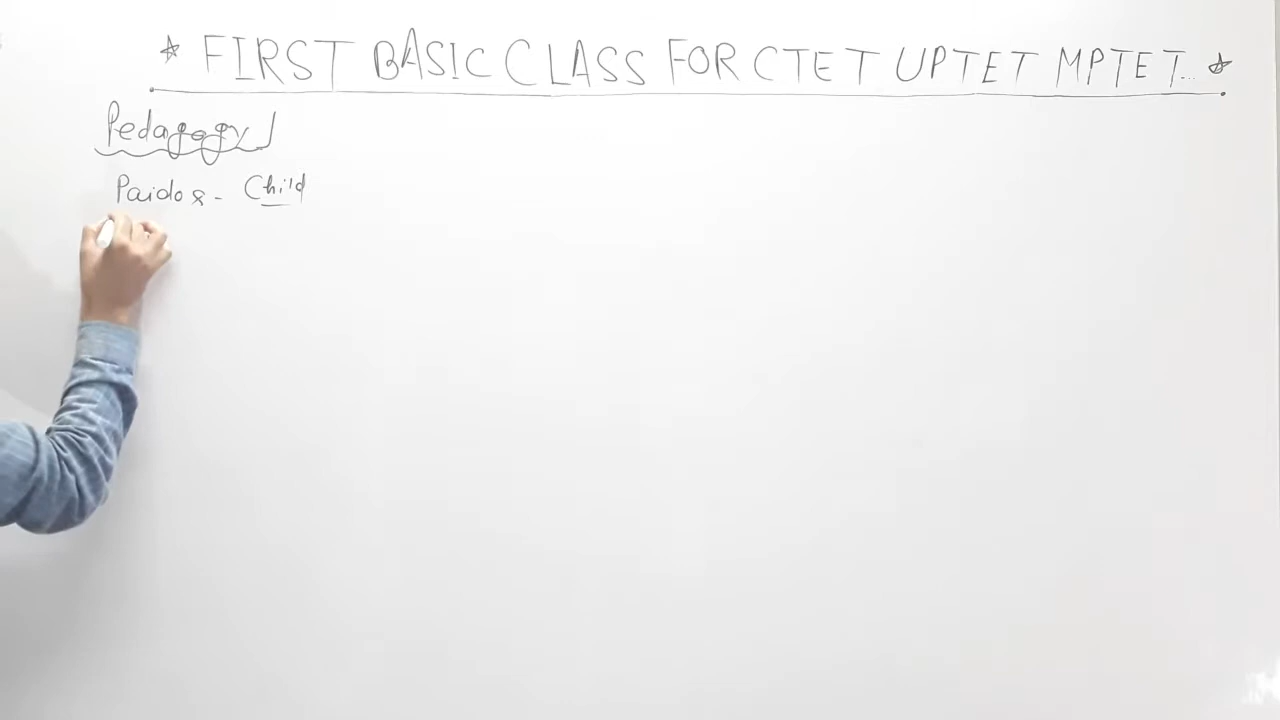 * FIRST BASIC CLASS FOR CTET UPTET MPTET... *
Pedagogy
Paidos - Child